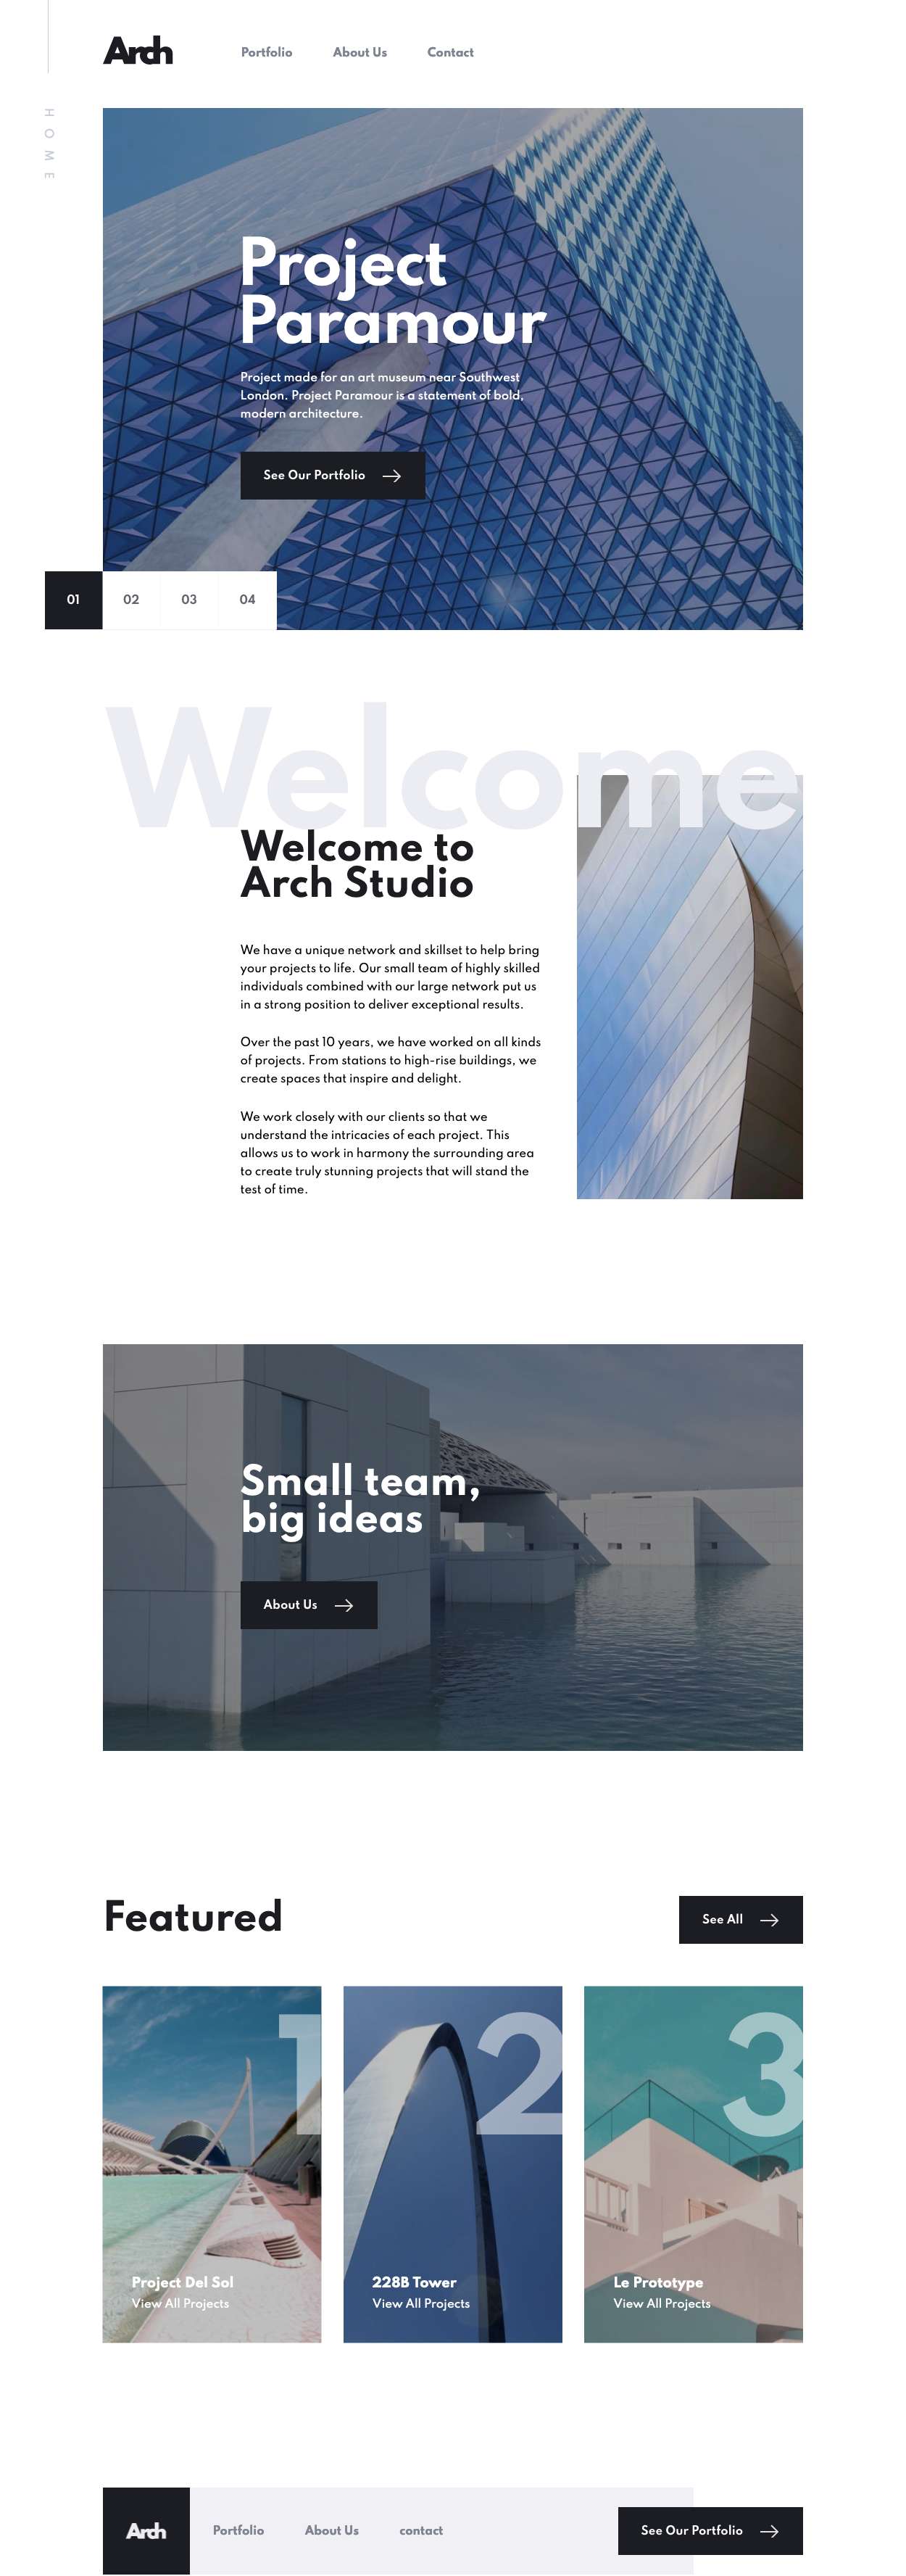 Arch
Portfolio About Us Contact
HOME
Project
Paramour
Project made for an art museum near Southwest
London. Project Paramour is a statement of bold,
modern architecture.
See Our Portfolio
01 02 03 04
Welcome
Welcome to
Arch Studio
We have a unique network and skillset to help bring
your projects to life. Our small team of highly skilled
individuals combined with our large network put us
in a strong position to deliver exceptional results.
Over the past 10 years, we have worked on all kinds
of projects. From stations to high-rise buildings, we
create spaces that inspire and delight.
We work closely with our clients so that we
understand the intricacies of each project. This
allows us to work in harmony the surrounding area
to create truly stunning projects that will stand the
test of time.
Small team,
big ideas
About Us
Featured
See All
1
Project Del Sol
View All Projects
2
228B Tower
View All Projects
3
Le Prototype
View All Projects
Arch
Portfolio About Us contact
See Our Portfolio